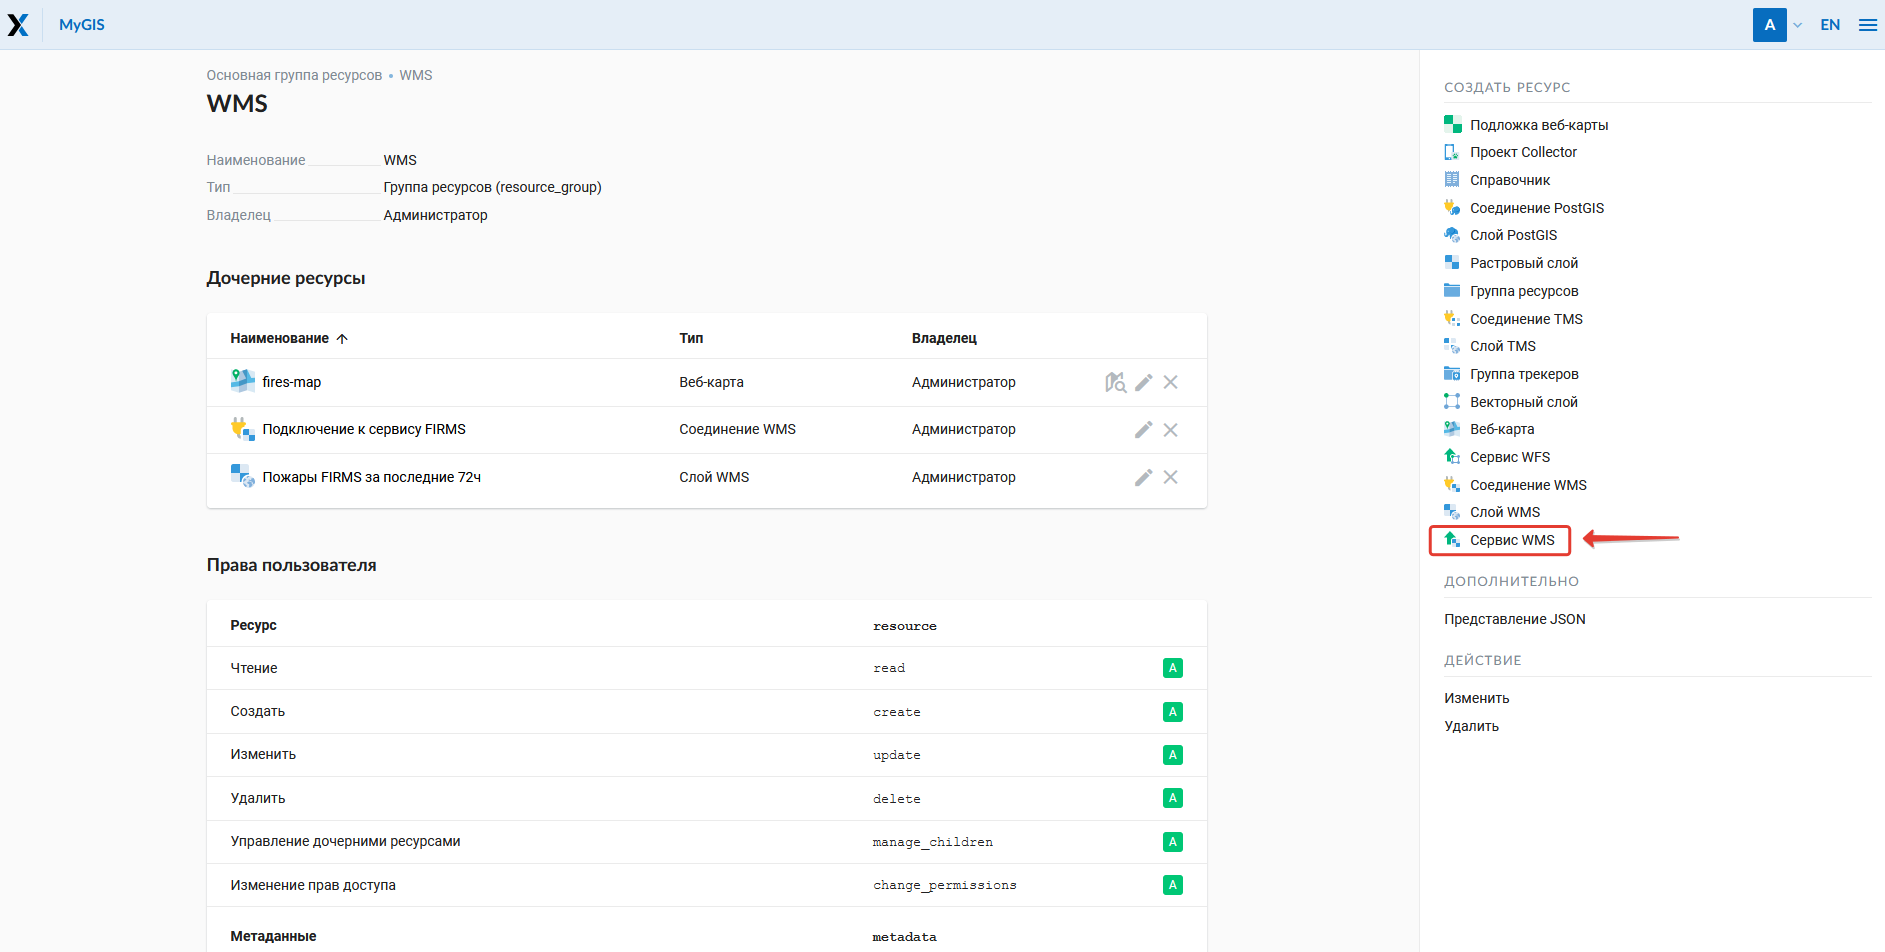 MyGIS
A
EN
Основная группа ресурсов • WMS
WMS
Наименование WMS
Тип Группа ресурсов (resource_group)
Владелец Администратор
Дочерние ресурсы
Наименование Тип Владелец
fires-map Веб-карта Администратор
Подключение к сервису FIRMS Соединение WMS Администратор
Пожары FIRMS за последние 72ч Слой WMS Администратор
Права пользователя
Ресурс resource
Чтение read A
Создать create A
Изменить update A
Удалить delete A
Управление дочерними ресурсами manage_children A
Изменение прав доступа change_permissions A
Метаданные metadata
СОЗДАТЬ РЕСУРС
Подложка веб-карты
Проект Collector
Справочник
Соединение PostGIS
Слой PostGIS
Растровый слой
Группа ресурсов
Соединение TMS
Слой TMS
Группа трекеров
Векторный слой
Веб-карта
Сервис WFS
Соединение WMS
Слой WMS
Сервис WMS
ДОПОЛНИТЕЛЬНО
Представление JSON
ДЕЙСТВИЕ
Изменить
Удалить